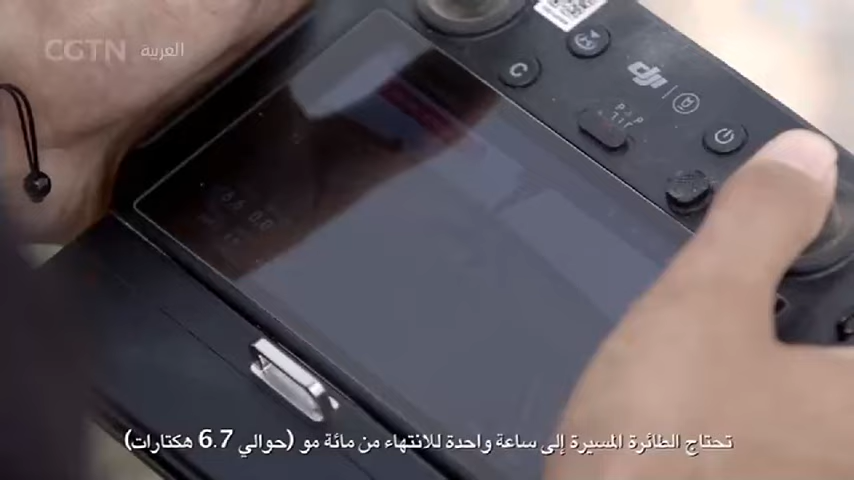 CGTN العربية
dji
C
تحتاج الطائرة المسيرة إلى ساعة واحدة للانتهاء من مائة مو (حوالي 6.7 هكتارات)